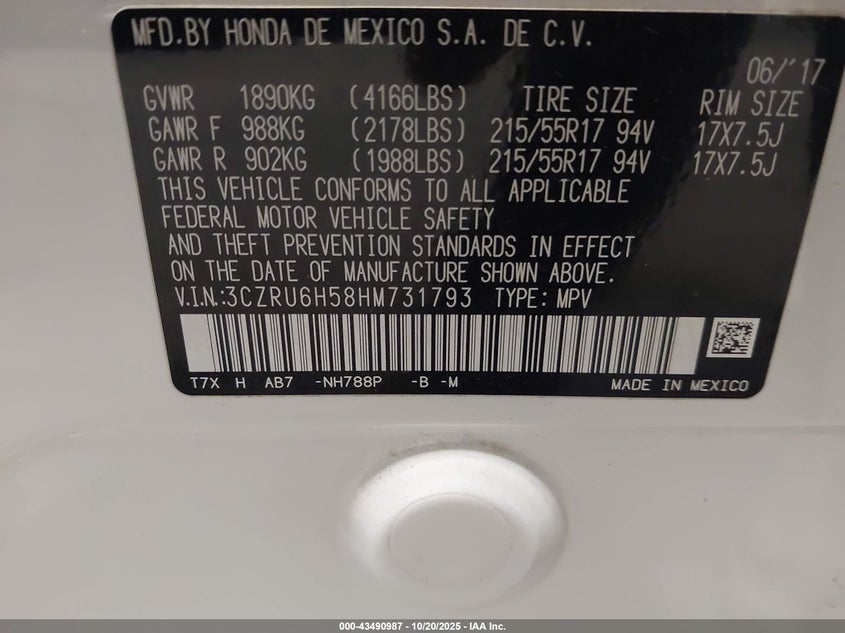 MFD.BY HONDA DE MEXICO S.A. DE C.V.
06/'17
GVWR 1890KG (4166LBS) TIRE SIZE RIM SIZE
GAWR F 988KG (2178LBS) 215/55R17 94V 17X7.5J
GAWR R 902KG (1988LBS) 215/55R17 94V 17X7.5J
THIS VEHICLE CONFORMS TO ALL APPLICABLE
FEDERAL MOTOR VEHICLE SAFETY
AND THEFT PREVENTION STANDARDS IN EFFECT
ON THE DATE OF MANUFACTURE SHOWN ABOVE.
V.I.N.:3CZRU6H58HM731793 TYPE: MPV
T7X H AB7 -NH788P -B -M MADE IN MEXICO
000-43490987 - 10/20/2025 - IAA Inc.